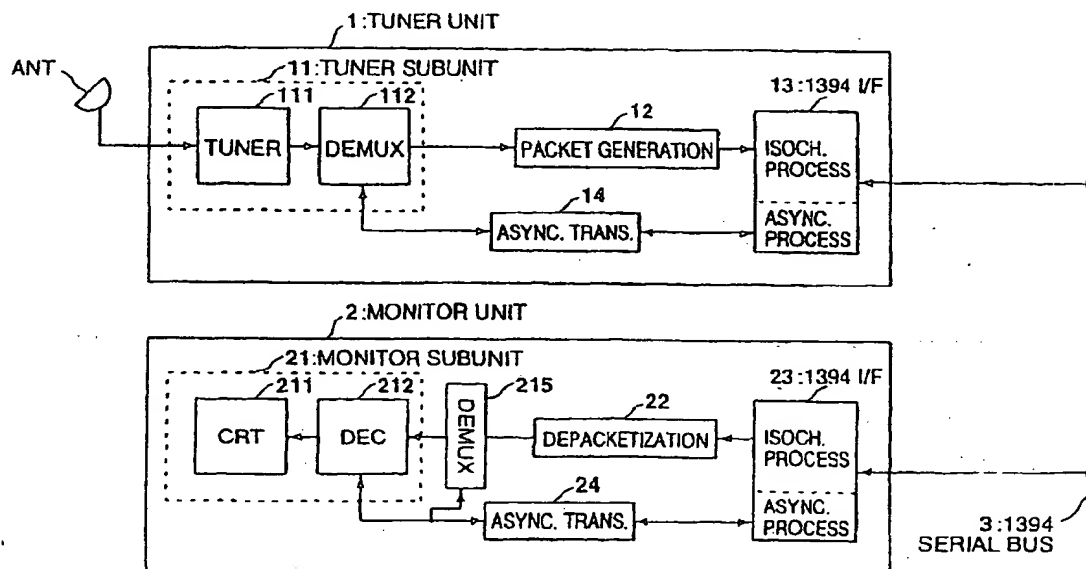 1:TUNER UNIT
ANT
11:TUNER SUBUNIT
111
112
TUNER
DEMUX
12
PACKET GENERATION
13:1394 I/F
ISOCH.
PROCESS
ASYNC.
PROCESS
14
ASYNC. TRANS.
2:MONITOR UNIT
21:MONITOR SUBUNIT
211
212
215
CRT
DEC
DEMUX
22
DEPACKETIZATION
23:1394 I/F
ISOCH.
PROCESS
ASYNC.
PROCESS
24
ASYNC. TRANS.
3:1394
SERIAL BUS